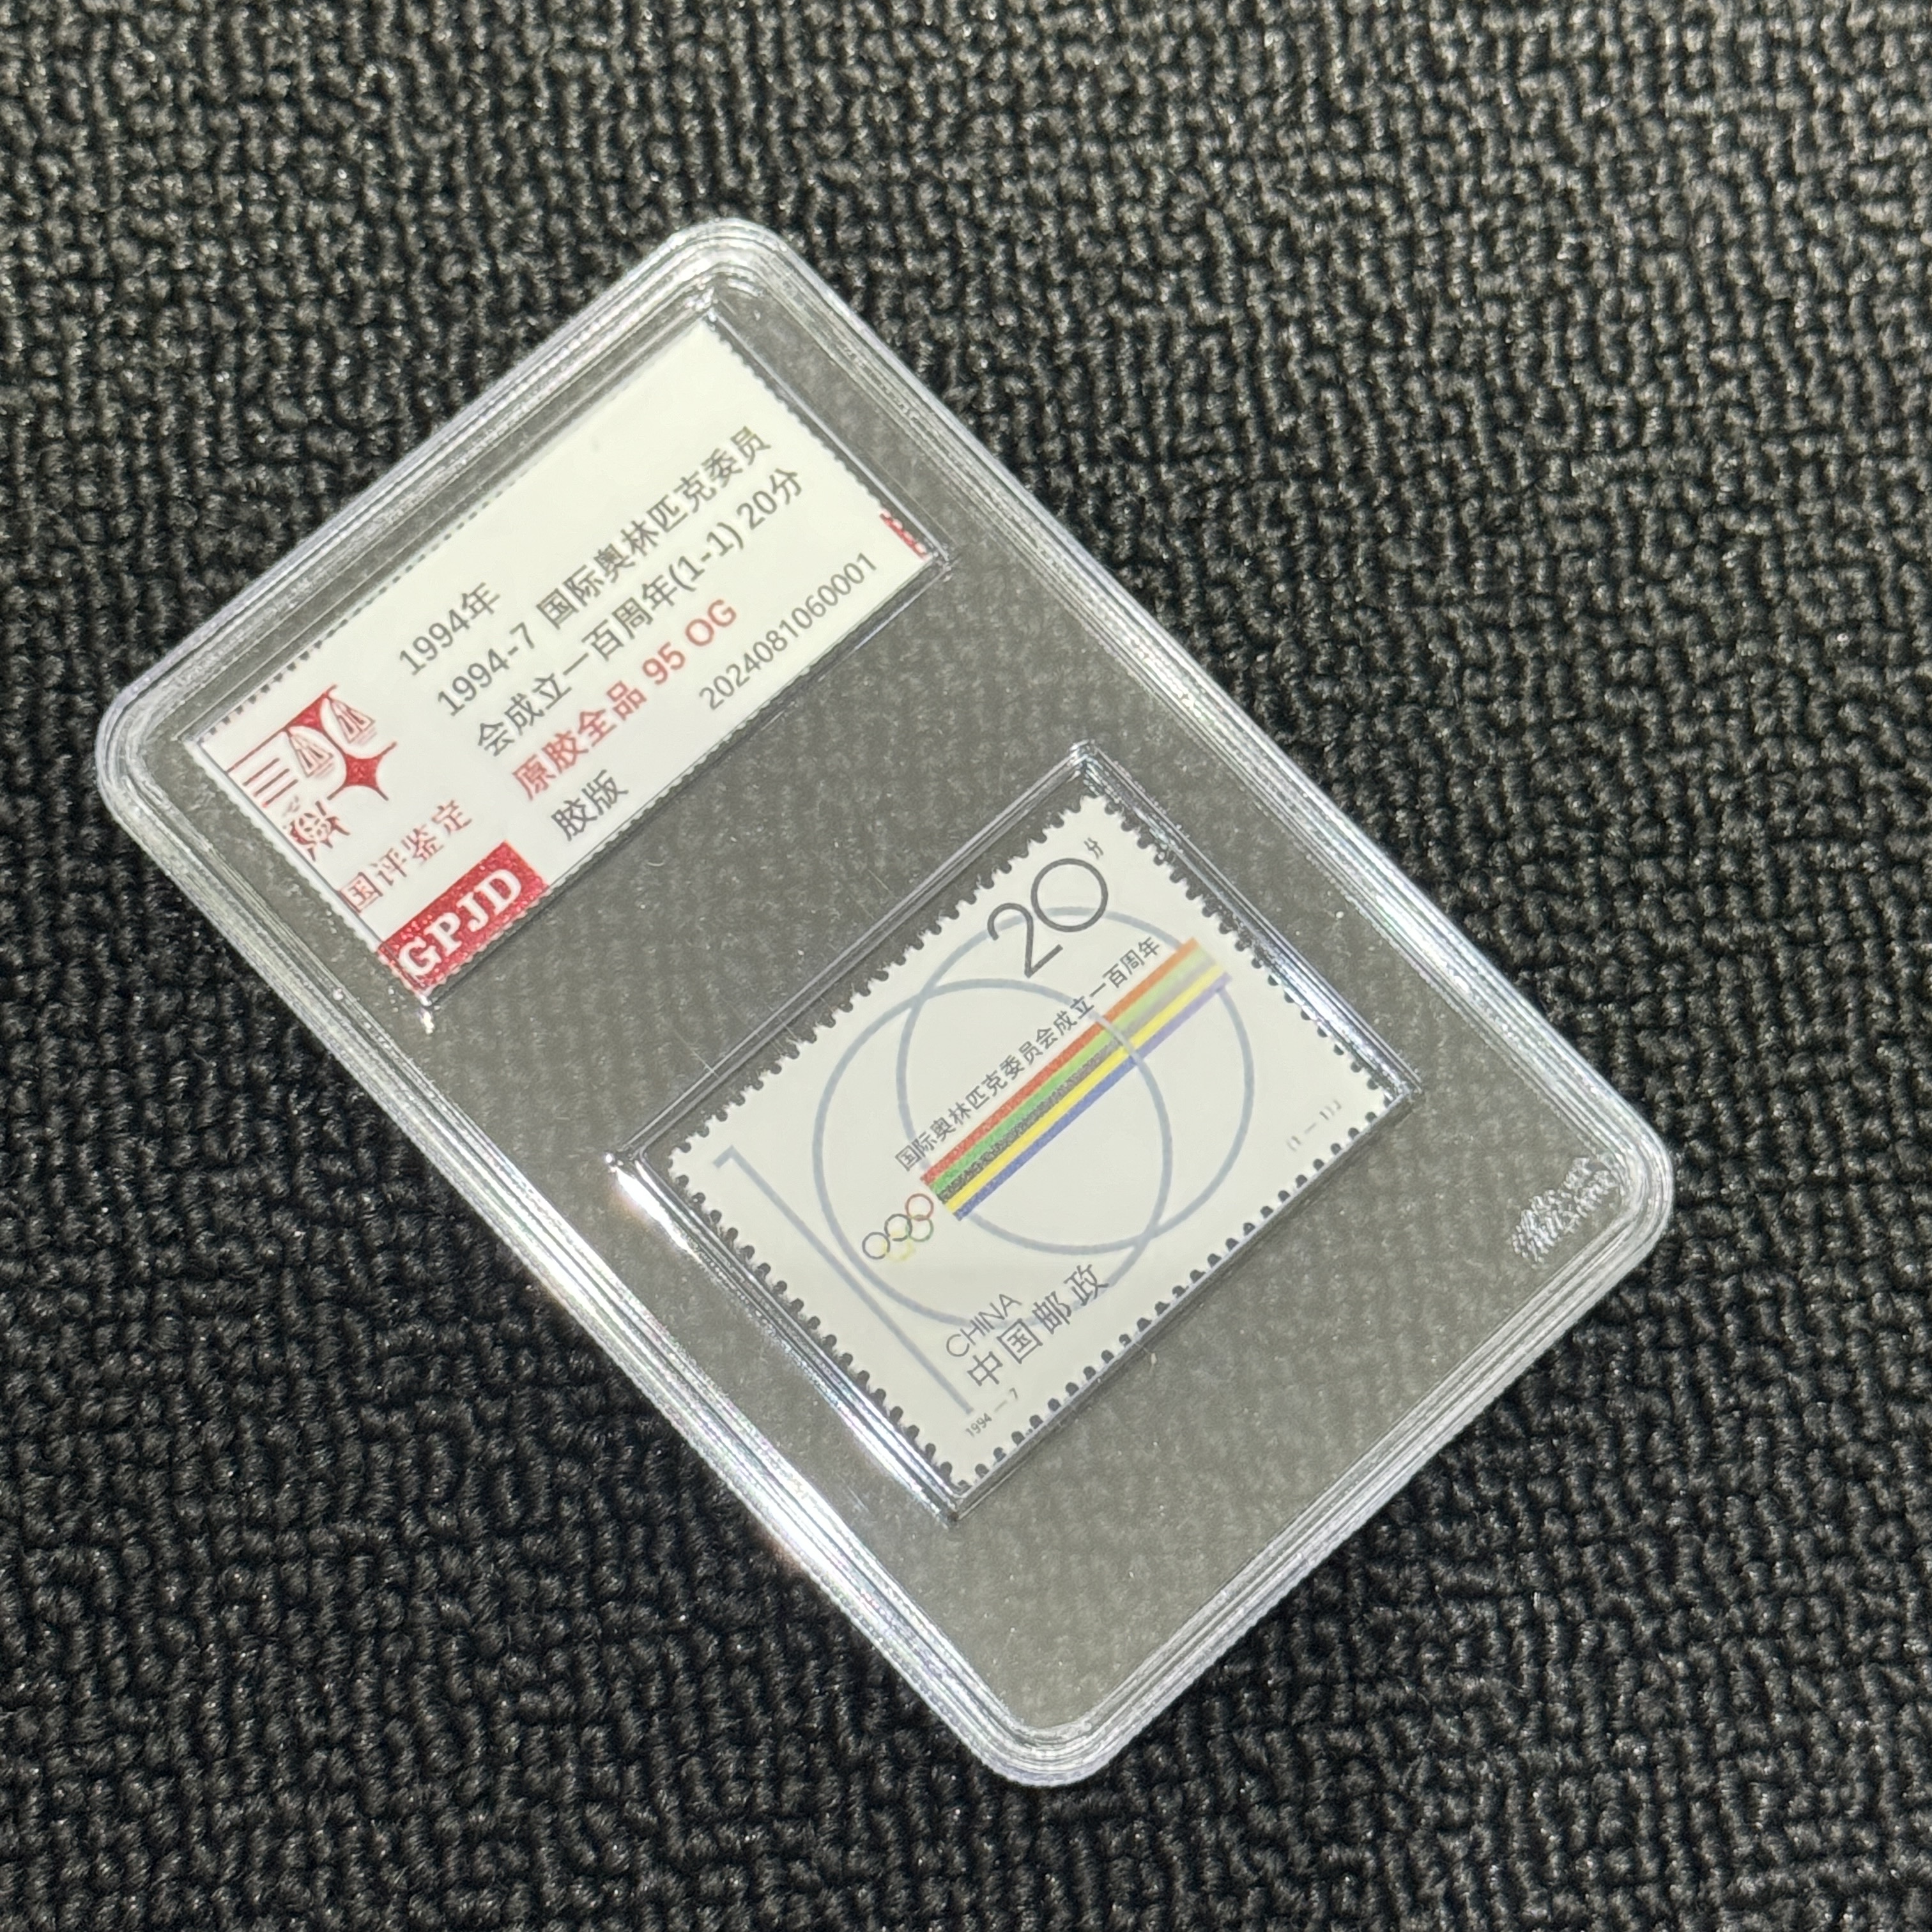 1994年
1994-7 国际奥林匹克委员
会成立一百周年(1-1) 20分
原胶全品 95 OG
2024081060001
胶版
国评鉴定
GPJD
20分
国际奥林匹克委员会成立一百周年
CHINA
中国邮政
1994-7
(1-1)J